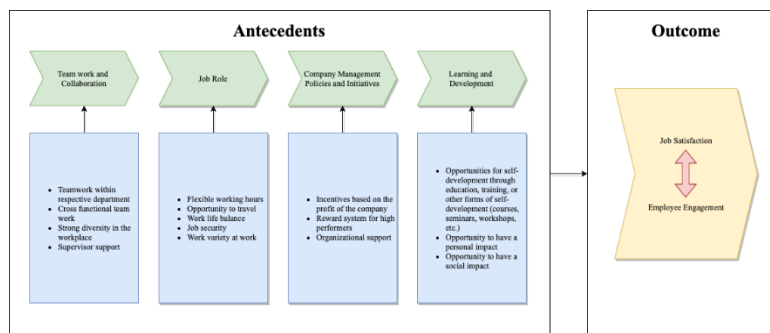 Antecedents
Outcome
Team work and
Collaboration
Job Role
Company Management
Policies and Initiatives
Learning and
Development
• Teamwork within
respective department
• Cross functional team
work
• Strong diversity in the
workplace
• Supervisor support
• Flexible working hours
• Opportunity to travel
• Work life balance
• Job security
• Work variety at work
• Incentives based on the
profit of the company
• Reward system for high
performers
• Organizational support
• Opportunities for self-
development through
education, training, or
other forms of self-
development (courses,
seminars, workshops,
etc.)
• Opportunity to have a
personal impact
• Opportunity to have a
social impact
Job Satisfaction
Employee Engagement